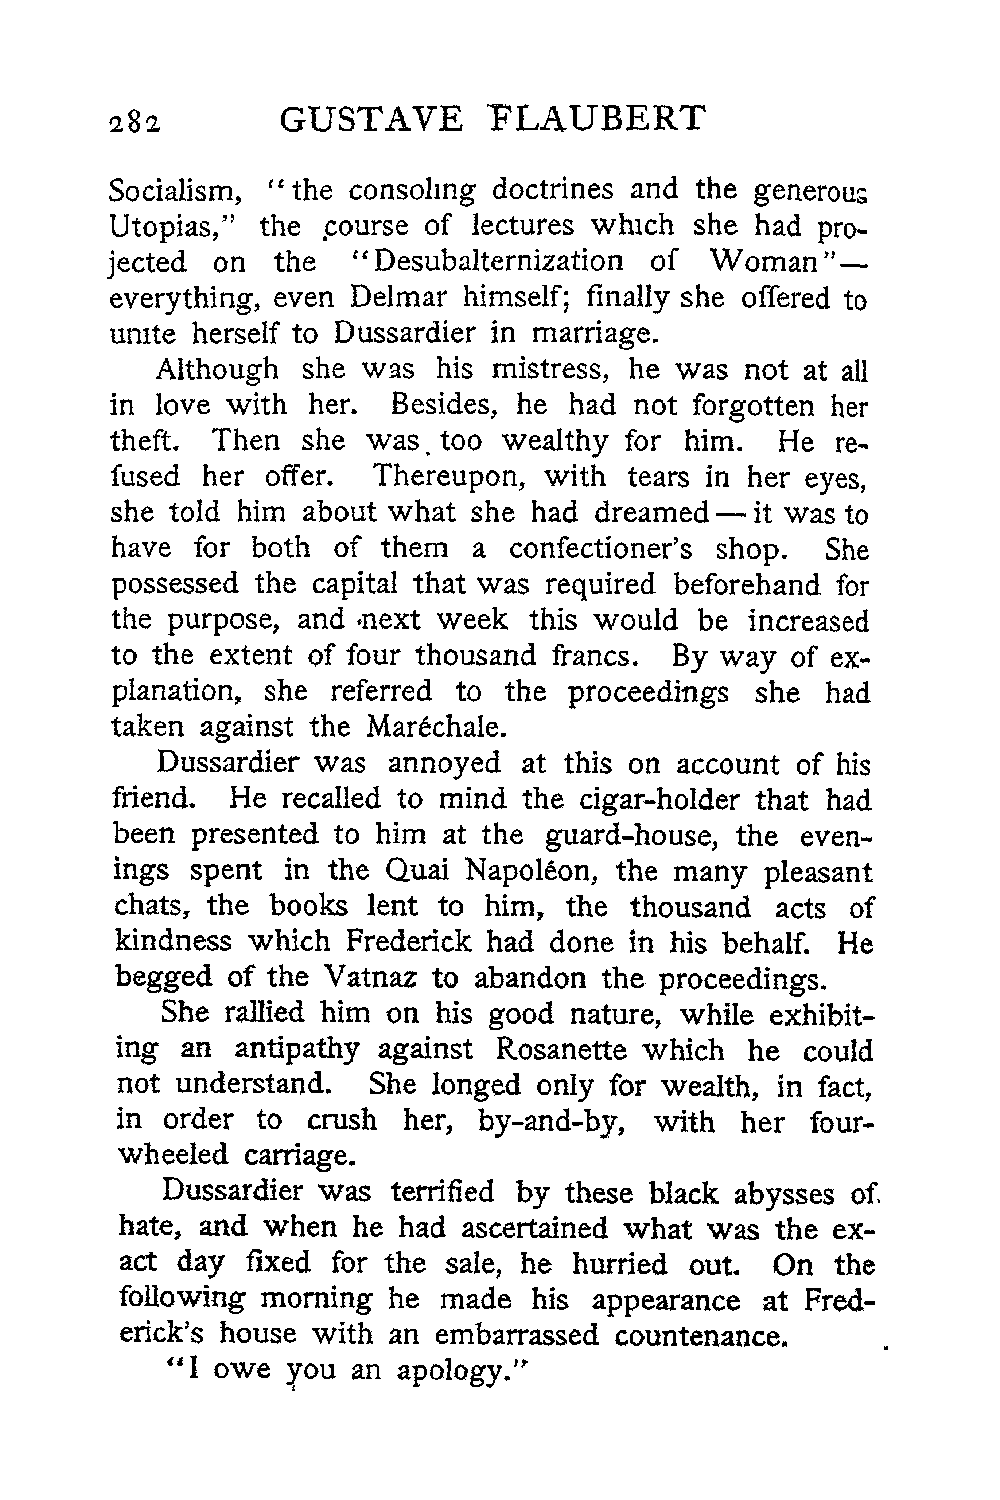 282 GUSTAVE FLAUBERT
Socialism, "the consoling doctrines and the generous
Utopias," the course of lectures which she had pro-
jected on the "Desubalternization of Woman"—
everything, even Delmar himself; finally she offered to
unite herself to Dussardier in marriage.
Although she was his mistress, he was not at all
in love with her. Besides, he had not forgotten her
theft. Then she was too wealthy for him. He re-
fused her offer. Thereupon, with tears in her eyes,
she told him about what she had dreamed — it was to
have for both of them a confectioner's shop. She
possessed the capital that was required beforehand for
the purpose, and next week this would be increased
to the extent of four thousand francs. By way of ex-
planation, she referred to the proceedings she had
taken against the Maréchale.
Dussardier was annoyed at this on account of his
friend. He recalled to mind the cigar-holder that had
been presented to him at the guard-house, the even-
ings spent in the Quai Napoléon, the many pleasant
chats, the books lent to him, the thousand acts of
kindness which Frederick had done in his behalf. He
begged of the Vatnaz to abandon the proceedings.
She rallied him on his good nature, while exhibit-
ing an antipathy against Rosanette which he could
not understand. She longed only for wealth, in fact,
in order to crush her, by-and-by, with her four-
wheeled carriage.
Dussardier was terrified by these black abysses of
hate, and when he had ascertained what was the ex-
act day fixed for the sale, he hurried out. On the
following morning he made his appearance at Fred-
erick's house with an embarrassed countenance.
"I owe you an apology."